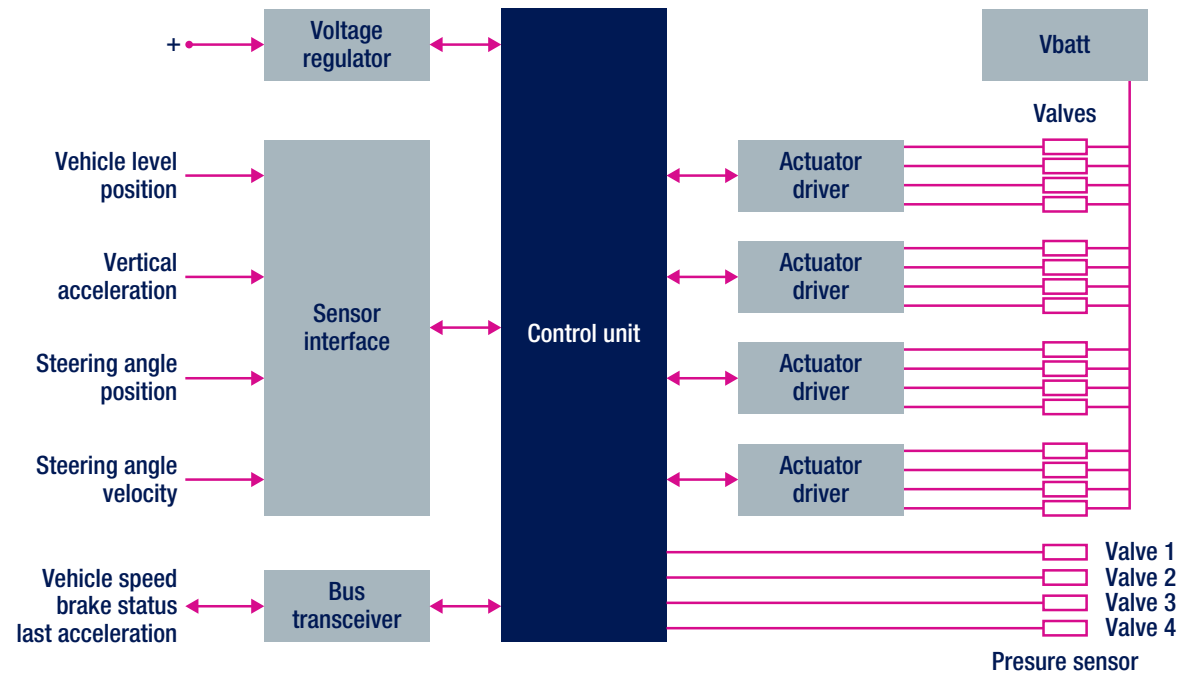 +
Voltage
regulator
Vbatt
Valves
Vehicle level
position
Vertical
acceleration
Steering angle
position
Steering angle
velocity
Sensor
interface
Control unit
Actuator
driver
Actuator
driver
Actuator
driver
Actuator
driver
Vehicle speed
brake status
last acceleration
Bus
transceiver
Valve 1
Valve 2
Valve 3
Valve 4
Presure sensor